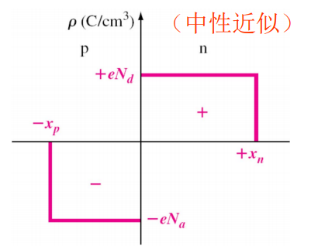 ρ (C/cm³) （中性近似）
p n
+eN_d
+
−x_p
+x_n
−
−eN_a